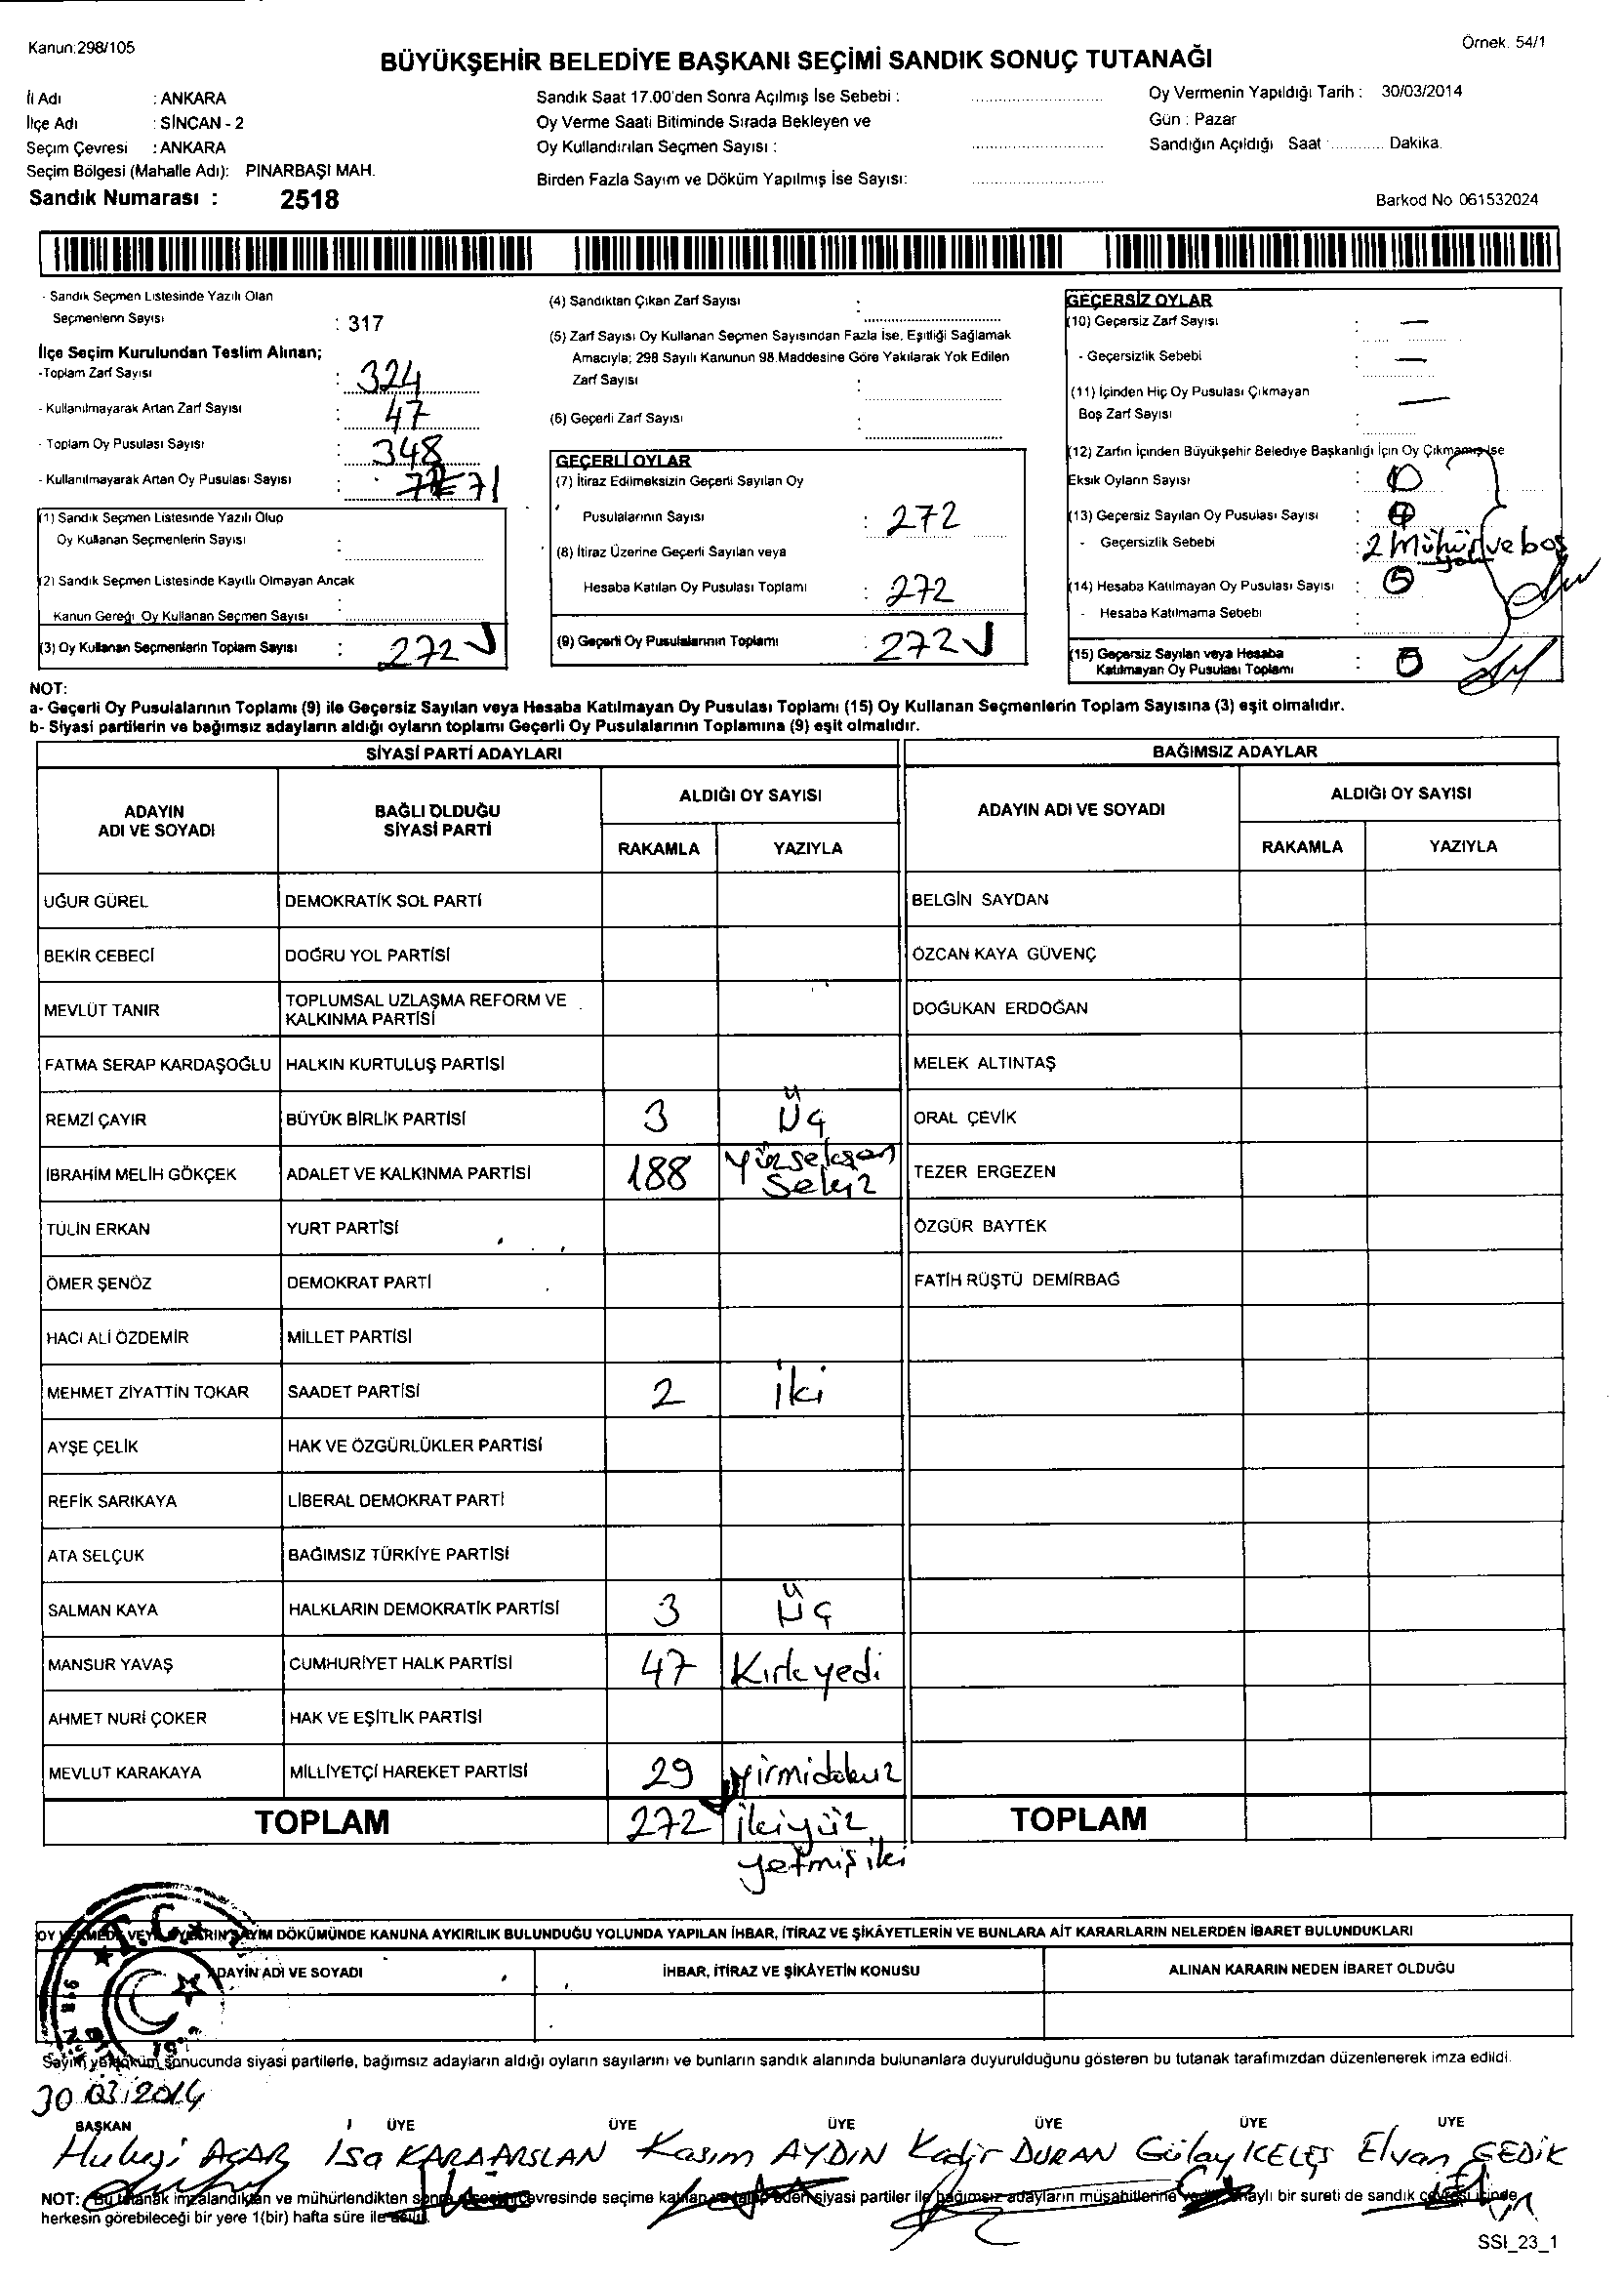 Kanun:298/105
Örnek. 54/1
BÜYÜKŞEHİR BELEDİYE BAŞKANI SEÇİMİ SANDIK SONUÇ TUTANAĞI
İl Adı : ANKARA
İlçe Adı : SİNCAN - 2
Seçim Çevresi : ANKARA
Seçim Bölgesi (Mahalle Adı): PINARBAŞI MAH.
Sandık Numarası : 2518
Sandık Saat 17.00'den Sonra Açılmış İse Sebebi :
Oy Verme Saati Bitiminde Sırada Bekleyen ve
Oy Kullandırılan Seçmen Sayısı :
Birden Fazla Sayım ve Döküm Yapılmış İse Sayısı:
Oy Vermenin Yapıldığı Tarih : 30/03/2014
Gün : Pazar
Sandığın Açıldığı Saat : ............ Dakika.
Barkod No 061532024
- Sandık Seçmen Listesinde Yazılı Olan
Seçmenlerin Sayısı : 317
İlçe Seçim Kurulundan Teslim Alınan;
-Toplam Zarf Sayısı : 324
- Kullanılmayarak Artan Zarf Sayısı : 47
- Toplam Oy Pusulası Sayısı : 348
- Kullanılmayarak Artan Oy Pusulası Sayısı : 71
(1) Sandık Seçmen Listesinde Yazılı Olup
Oy Kullanan Seçmenlerin Sayısı :
(2) Sandık Seçmen Listesinde Kayıtlı Olmayan Ancak
Kanun Gereği Oy Kullanan Seçmen Sayısı :
(3) Oy Kullanan Seçmenlerin Toplam Sayısı : 272
(4) Sandıktan Çıkan Zarf Sayısı :
(5) Zarf Sayısı Oy Kullanan Seçmen Sayısından Fazla İse, Eşitliği Sağlamak
Amacıyla; 298 Sayılı Kanunun 98.Maddesine Göre Yakılarak Yok Edilen
Zarf Sayısı :
(6) Geçerli Zarf Sayısı :
GEÇERLİ OYLAR
(7) İtiraz Edilmeksizin Geçerli Sayılan Oy
Pusulalarının Sayısı : 272
(8) İtiraz Üzerine Geçerli Sayılan veya
Hesaba Katılan Oy Pusulası Toplamı : 272
(9) Geçerli Oy Pusulalarının Toplamı : 272
GEÇERSİZ OYLAR
(10) Geçersiz Zarf Sayısı : —
- Geçersizlik Sebebi : —
(11) İçinden Hiç Oy Pusulası Çıkmayan
Boş Zarf Sayısı : —
(12) Zarfın İçinden Büyükşehir Belediye Başkanlığı İçin Oy Çıkmamış İse
Eksik Oyların Sayısı :
(13) Geçersiz Sayılan Oy Pusulası Sayısı :
- Geçersizlik Sebebi : 2 Mühür ve boş
(14) Hesaba Katılmayan Oy Pusulası Sayısı : 5
- Hesaba Katılmama Sebebi :
(15) Geçersiz Sayılan veya Hesaba
Katılmayan Oy Pusulası Toplamı : 5
NOT:
a- Geçerli Oy Pusulalarının Toplamı (9) ile Geçersiz Sayılan veya Hesaba Katılmayan Oy Pusulası Toplamı (15) Oy Kullanan Seçmenlerin Toplam Sayısına (3) eşit olmalıdır.
b- Siyasi partilerin ve bağımsız adayların aldığı oyların toplamı Geçerli Oy Pusulalarının Toplamına (9) eşit olmalıdır.
SİYASİ PARTİ ADAYLARI
BAĞIMSIZ ADAYLAR
ADAYIN ADI VE SOYADI
BAĞLI OLDUĞU SİYASİ PARTİ
ALDIĞI OY SAYISI
RAKAMLA YAZIYLA
ADAYIN ADI VE SOYADI
ALDIĞI OY SAYISI
RAKAMLA YAZIYLA
UĞUR GÜREL DEMOKRATİK SOL PARTİ BELGİN SAYDAN
BEKİR CEBECİ DOĞRU YOL PARTİSİ ÖZCAN KAYA GÜVENÇ
MEVLÜT TANIR TOPLUMSAL UZLAŞMA REFORM VE KALKINMA PARTİSİ DOĞUKAN ERDOĞAN
FATMA SERAP KARDAŞOĞLU HALKIN KURTULUŞ PARTİSİ MELEK ALTINTAŞ
REMZİ ÇAYIR BÜYÜK BİRLİK PARTİSİ 3 Üç ORAL ÇEVİK
İBRAHİM MELİH GÖKÇEK ADALET VE KALKINMA PARTİSİ 188 Yüzseksen Sekiz TEZER ERGEZEN
TÜLİN ERKAN YURT PARTİSİ ÖZGÜR BAYTEK
ÖMER ŞENÖZ DEMOKRAT PARTİ FATİH RÜŞTÜ DEMİRBAĞ
HACI ALİ ÖZDEMİR MİLLET PARTİSİ
MEHMET ZİYATTİN TOKAR SAADET PARTİSİ 2 iki
AYŞE ÇELİK HAK VE ÖZGÜRLÜKLER PARTİSİ
REFİK SARIKAYA LİBERAL DEMOKRAT PARTİ
ATA SELÇUK BAĞIMSIZ TÜRKİYE PARTİSİ
SALMAN KAYA HALKLARIN DEMOKRATİK PARTİSİ 3 Üç
MANSUR YAVAŞ CUMHURİYET HALK PARTİSİ 47 Kırkyedi
AHMET NURİ ÇOKER HAK VE EŞİTLİK PARTİSİ
MEVLUT KARAKAYA MİLLİYETÇİ HAREKET PARTİSİ 29 yirmidokuz
TOPLAM 272 ikiyüz yetmiş iki TOPLAM
T.C.
DÖKÜMÜNDE KANUNA AYKIRILIK BULUNDUĞU YOLUNDA YAPILAN İHBAR, İTİRAZ VE ŞİKÂYETLERİN VE BUNLARA AİT KARARLARIN NELERDEN İBARET BULUNDUKLARI
ADAYIN ADI VE SOYADI İHBAR, İTİRAZ VE ŞİKÂYETİN KONUSU ALINAN KARARIN NEDEN İBARET OLDUĞU
Sayım ve döküm sonucunda siyasi partilerle, bağımsız adayların aldığı oyların sayılarını ve bunların sandık alanında bulunanlara duyurulduğunu gösteren bu tutanak tarafımızdan düzenlenerek imza edildi.
30.03.2014
BAŞKAN ÜYE ÜYE ÜYE ÜYE ÜYE ÜYE
Hulusi AÇAR İsa KARAARSLAN Kasım AYDIN Kadir DURAN Gülay KELEŞ Elvan GEDİK
NOT: Bu tutanak imzalandıktan ve mühürlendikten sonra seçim çevresinde seçime katılan ve talep eden siyasi partiler ile bağımsız adayların müşahitlerine onaylı bir sureti de sandık çevresi içinde
herkesin görebileceği bir yere 1(bir) hafta süre ile asılır.
SSI_23_1